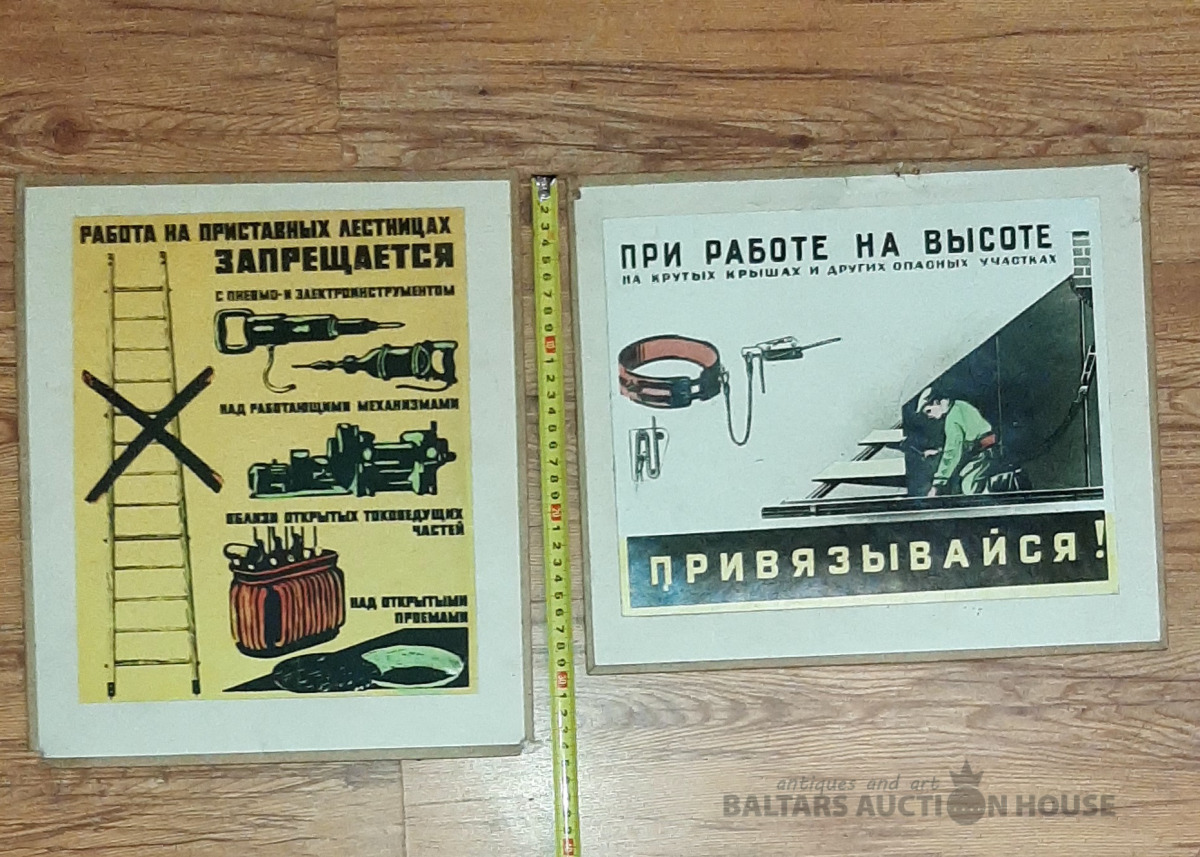 РАБОТА НА ПРИСТАВНЫХ ЛЕСТНИЦАХ
ЗАПРЕЩАЕТСЯ
С ПНЕВМО-И ЭЛЕКТРОИНСТРУМЕНТОМ
НАД РАБОТАЮЩИМИ МЕХАНИЗМАМИ
ВБЛИЗИ ОТКРЫТЫХ ТОКОВЕДУЩИХ
ЧАСТЕЙ
НАД ОТКРЫТЫМИ
ПРОЕМАМИ
ПРИ РАБОТЕ НА ВЫСОТЕ
НА КРУТЫХ КРЫШАХ И ДРУГИХ ОПАСНЫХ УЧАСТКАХ
ПРИВЯЗЫВАЙСЯ!
antiques and art
BALTARS AUCTION HOUSE